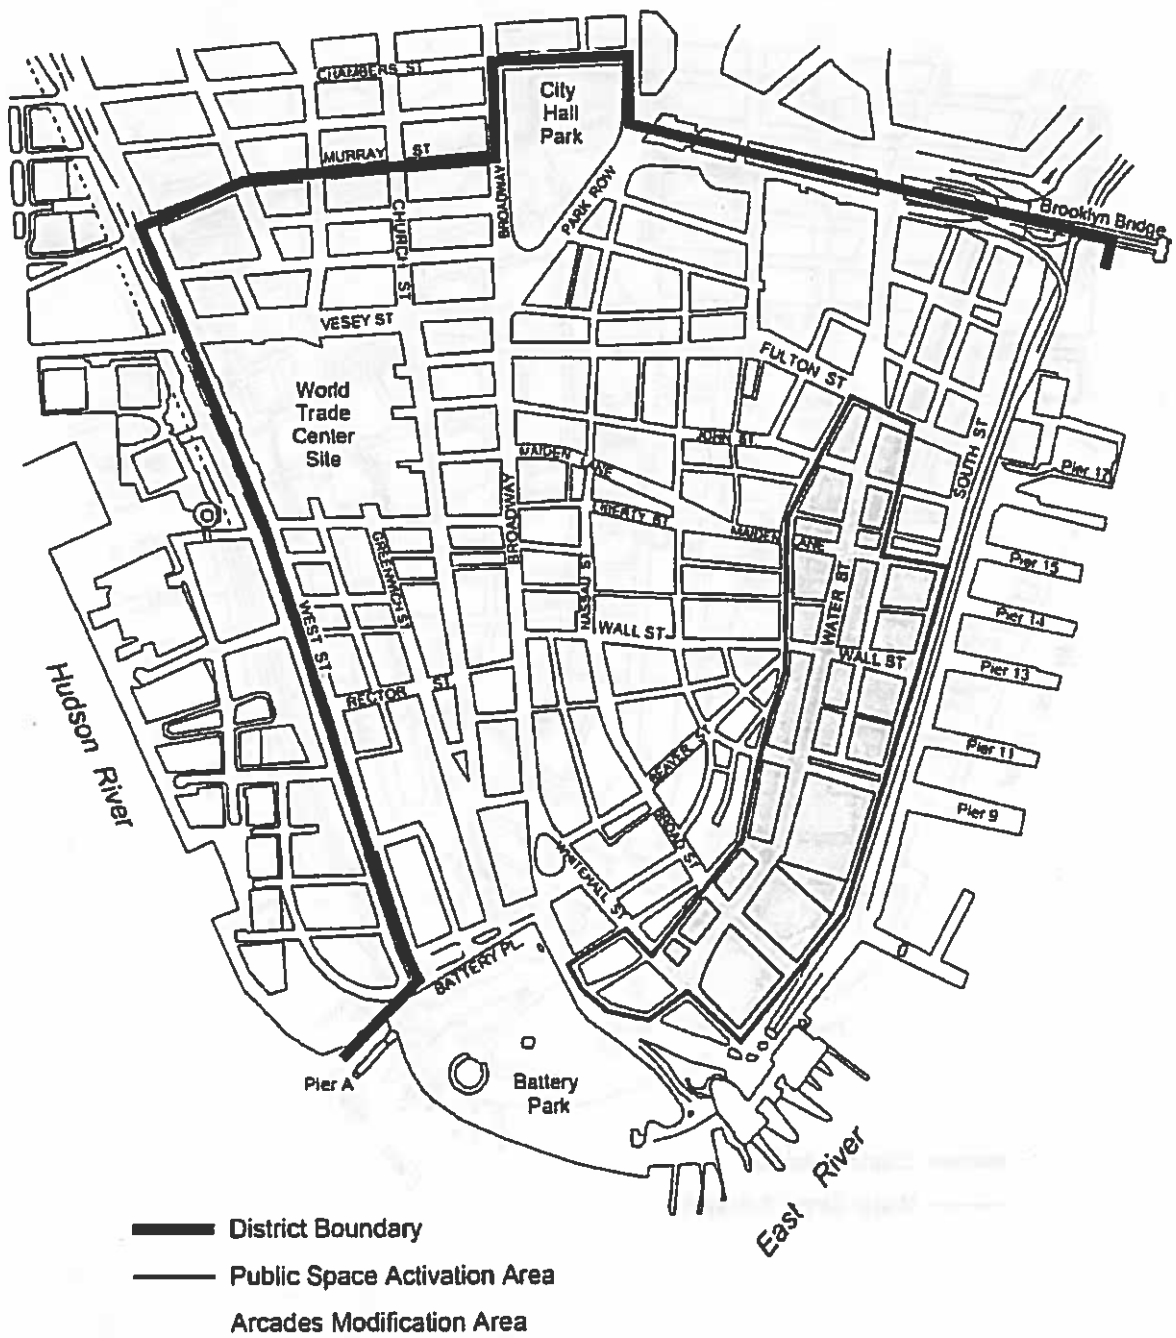 CHAMBERS ST
City
Hall
Park
MURRAY ST
BROADWAY
PARK ROW
CHURCH ST
Brooklyn Bridge
VESEY ST
FULTON ST
World
Trade
Center
Site
JOHN ST
SOUTH ST
MAIDEN LANE
Pier 17
BROADWAY
LIBERTY ST
MAIDEN LANE
GREENWICH ST
NASSAU ST
Pier 15
WATER ST
WEST ST.
WALL ST
Pier 14
WALL ST
Pier 13
Hudson River
RECTOR ST
BEAVER ST
Pier 11
BROAD ST
Pier 9
WHITEHALL ST
BATTERY PL.
Pier A
Battery
Park
East River
District Boundary
Public Space Activation Area
Arcades Modification Area